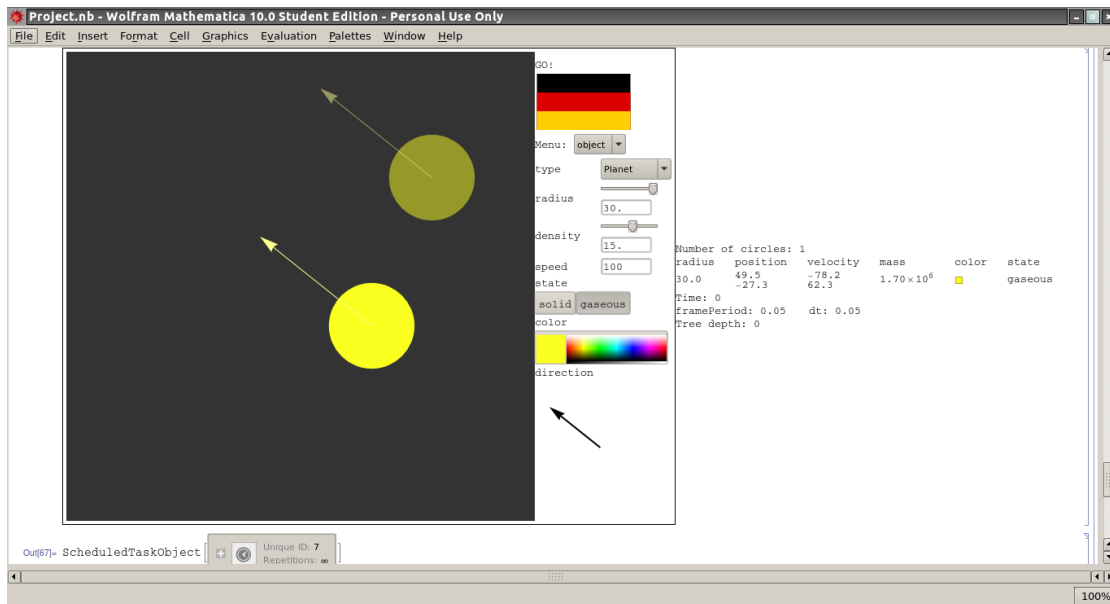 Project.nb - Wolfram Mathematica 10.0 Student Edition - Personal Use Only
File Edit Insert Format Cell Graphics Evaluation Palettes Window Help
GO!
Menu: object
type Planet
radius
30.
density
15.
speed 100
state
solid gaseous
color
direction
Number of circles: 1
radius position velocity mass color state
30.0 49.5 -27.3 -78.2 62.3 1.70×10⁶ gaseous
Time: 0
framePeriod: 0.05 dt: 0.05
Tree depth: 0
Out[67]= ScheduledTaskObject[ Unique ID: 7 ]
Repetitions: ∞
100%